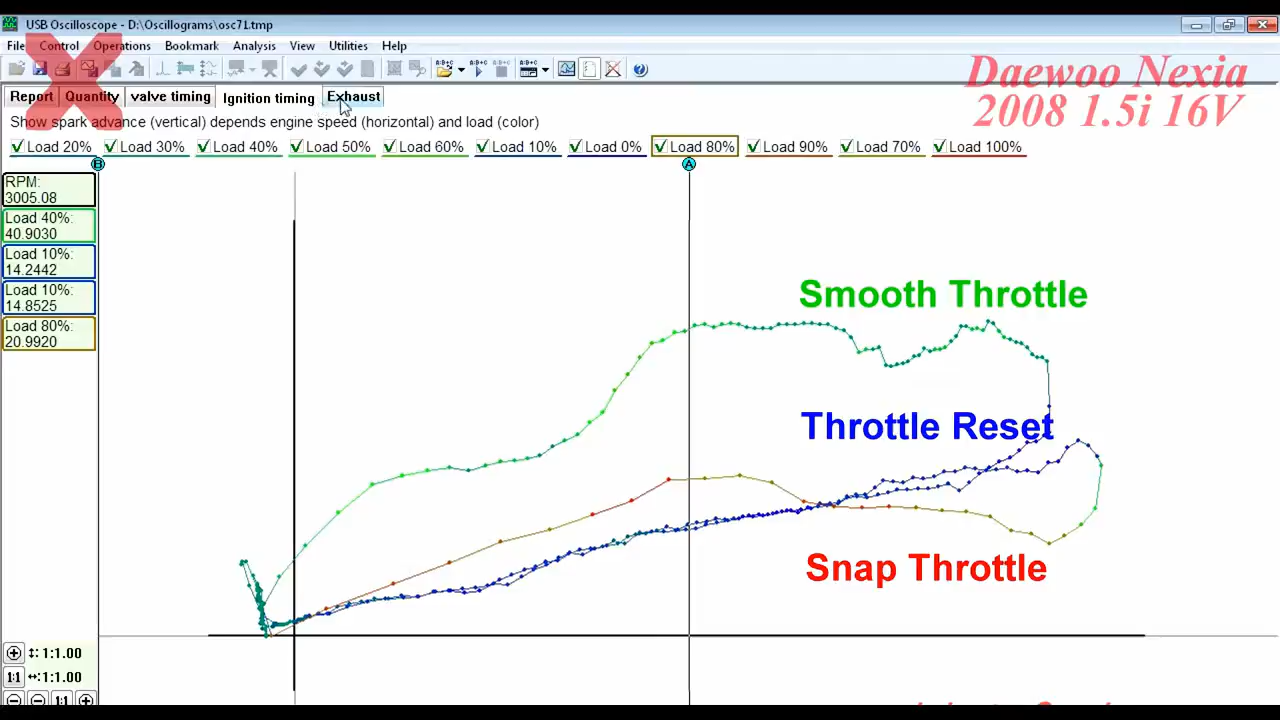 USB Oscilloscope - D:\Oscillograms\osc71.tmp
File Control Operations Bookmark Analysis View Utilities Help
Daewoo Nexia
2008 1.5i 16V
Report Quantity valve timing Ignition timing Exhaust
Show spark advance (vertical) depends engine speed (horizontal) and load (color)
Load 20% Load 30% Load 40% Load 50% Load 60% Load 10% Load 0% Load 80% Load 90% Load 70% Load 100%
B A
RPM:
3005.08
Load 40%:
40.9030
Load 10%:
14.2442
Load 10%:
14.8525
Load 80%:
20.9920
Smooth Throttle
Throttle Reset
Snap Throttle
1:1.00
1:1 1:1.00
1:1